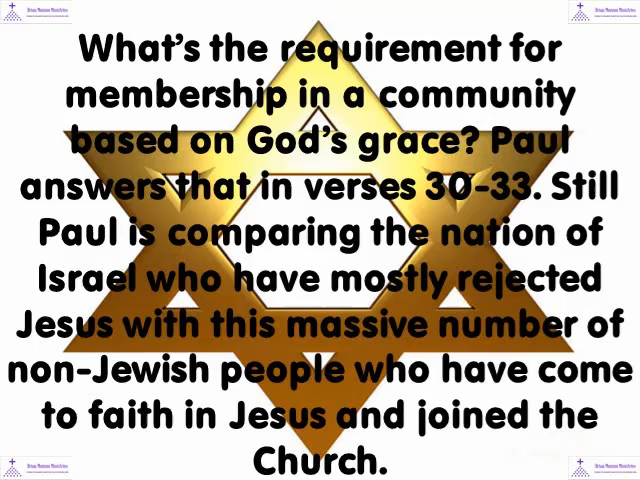 What's the requirement for
membership in a community
based on God's grace? Paul
answers that in verses 30-33. Still
Paul is comparing the nation of
Israel who have mostly rejected
Jesus with this massive number of
non-Jewish people who have come
to faith in Jesus and joined the
Church.